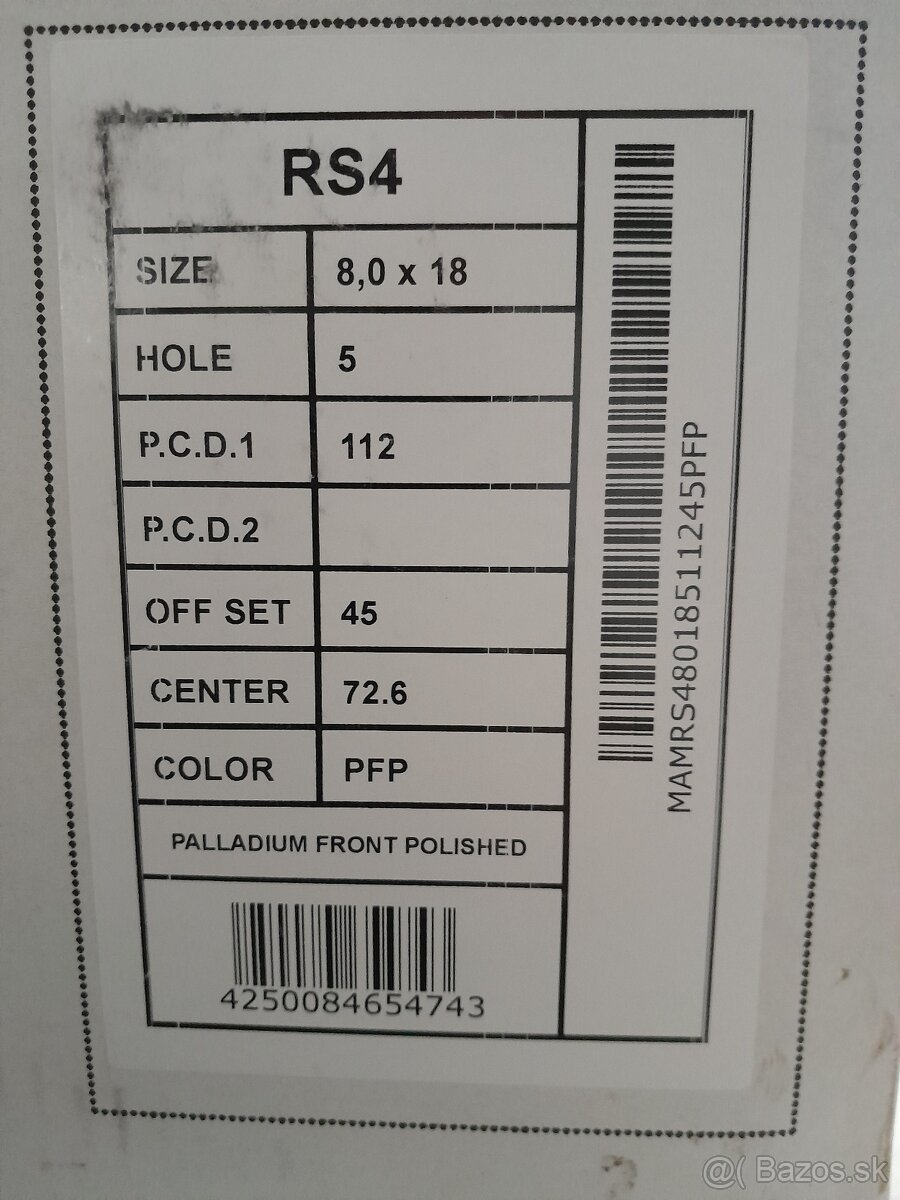 RS4
SIZE 8,0 x 18
HOLE 5
P.C.D.1 112
P.C.D.2
OFF SET 45
CENTER 72.6
COLOR PFP
PALLADIUM FRONT POLISHED
4250084654743
MAMRS48018511245PFP
@( Bazos.sk